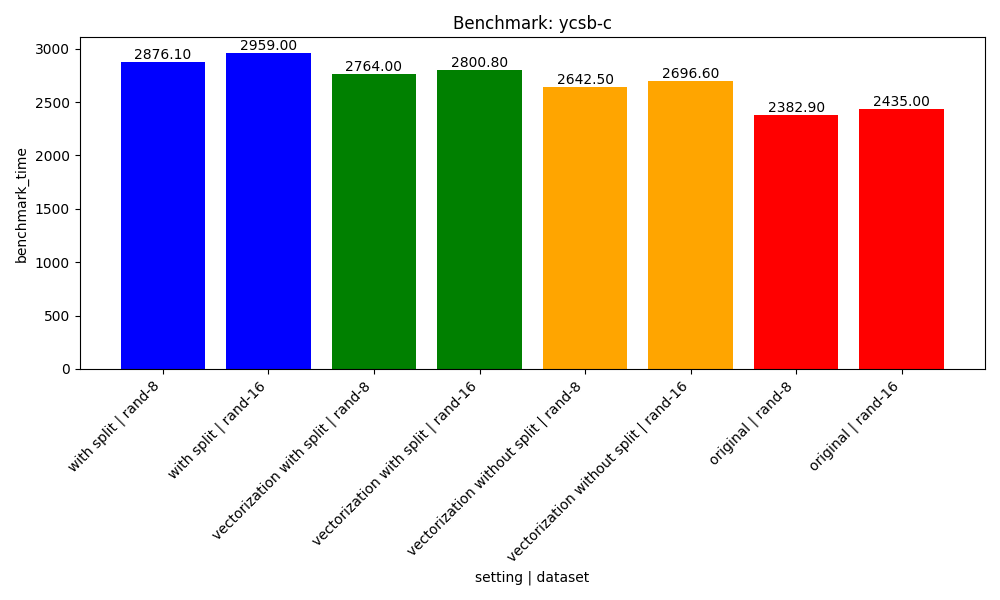 Benchmark: ycsb-c
benchmark_time
3000
2500
2000
1500
1000
500
0
2876.10
2959.00
2764.00
2800.80
2642.50
2696.60
2382.90
2435.00
with split | rand-8
with split | rand-16
vectorization with split | rand-8
vectorization with split | rand-16
vectorization without split | rand-8
vectorization without split | rand-16
original | rand-8
original | rand-16
setting | dataset